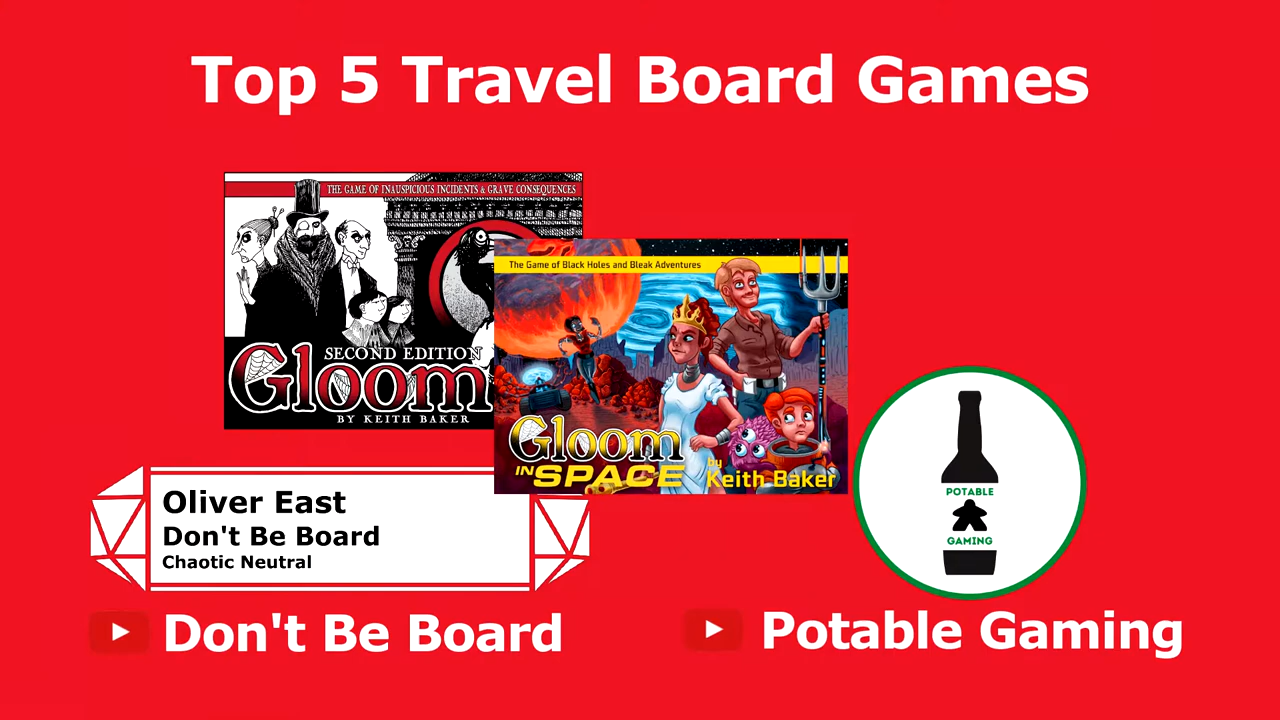 Top 5 Travel Board Games
THE GAME OF INAUSPICIOUS INCIDENTS & GRAVE CONSEQUENCES
SECOND EDITION
Gloom
BY KEITH BAKER
The Game of Black Holes and Bleak Adventures
Gloom
IN SPACE
by
Keith Baker
Oliver East
Don't Be Board
Chaotic Neutral
POTABLE
GAMING
Don't Be Board
Potable Gaming